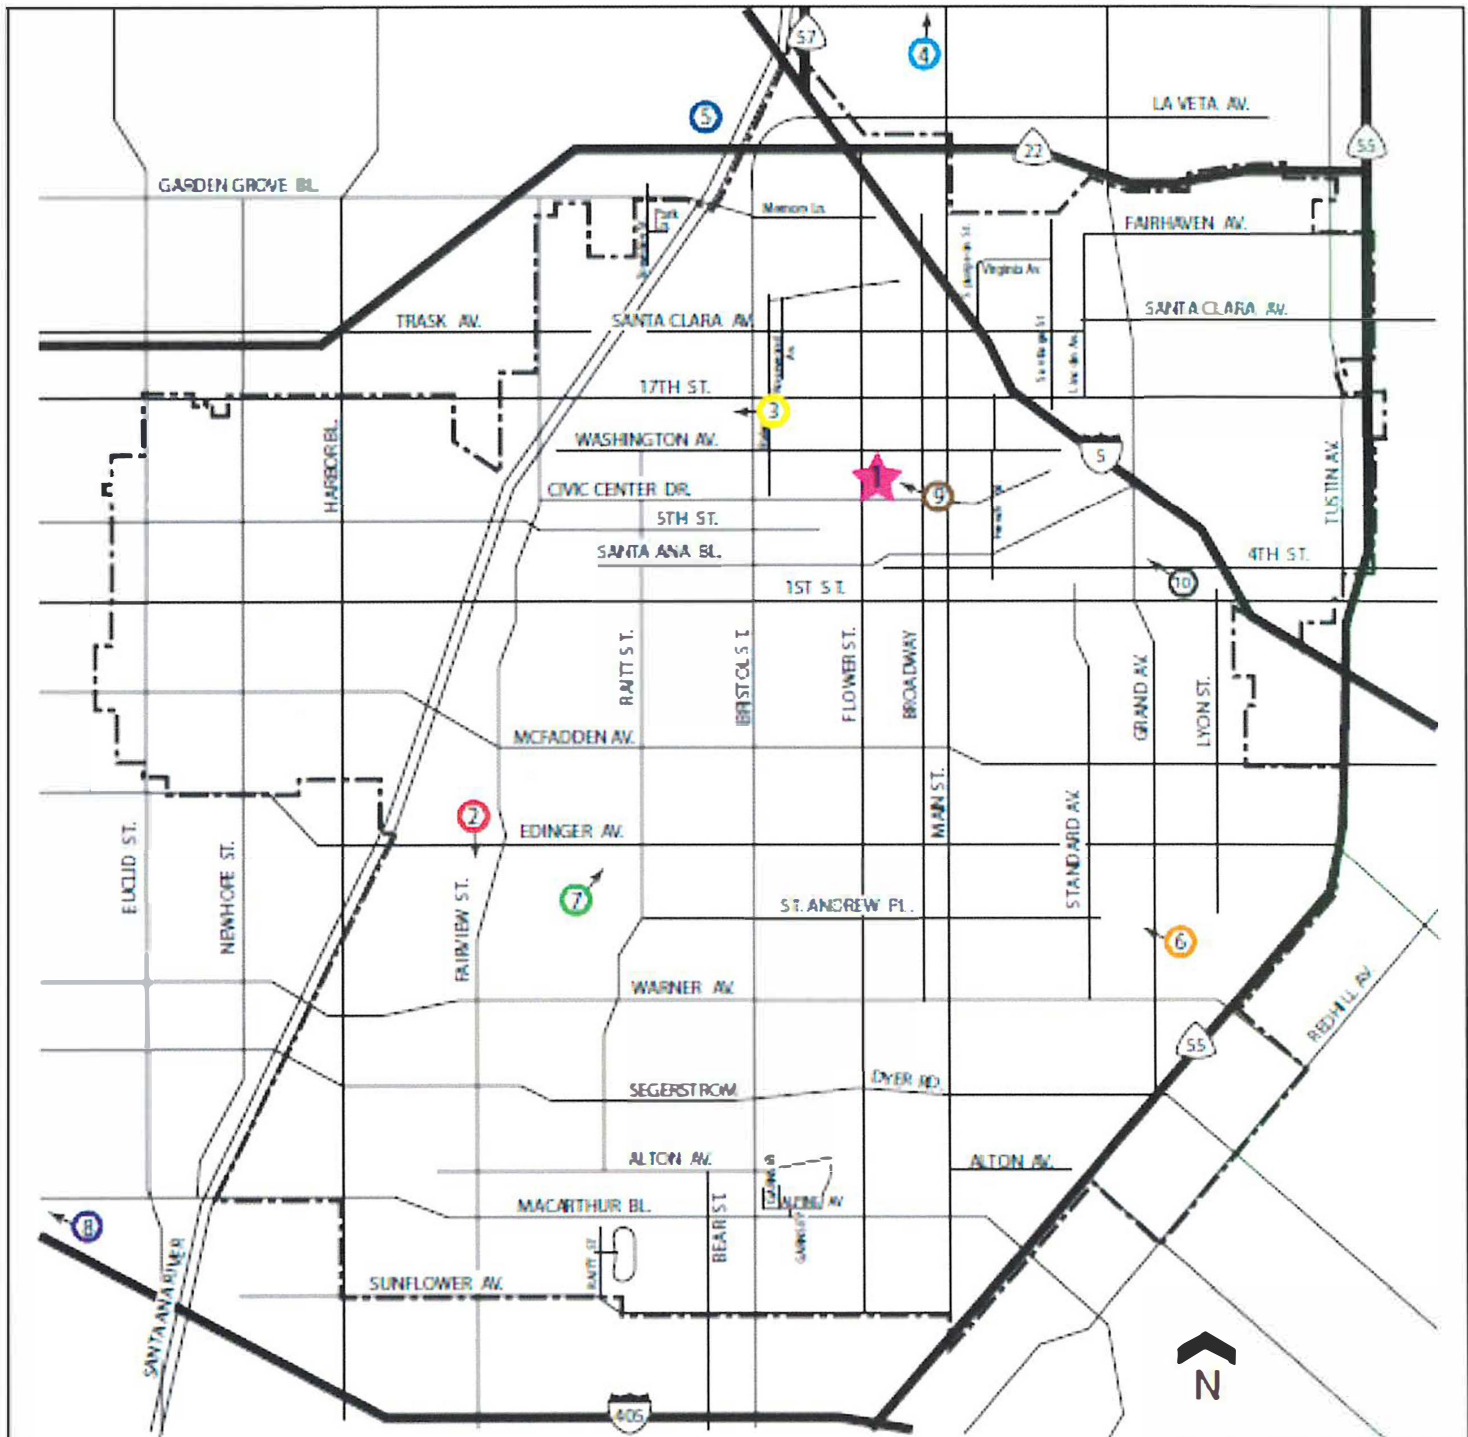 57
4
LA VETA AV.
5
22
55
GARDEN GROVE BL.
Memory Ln.
FAIRHAVEN AV.
Virginia Av.
TRASK AV.
SANTA CLARA AV.
SANTA CLARA AV.
17TH ST.
3
WASHINGTON AV.
5
1
9
CIVIC CENTER DR.
5TH ST.
SANTA ANA BL.
4TH ST.
10
1ST ST.
HARBOR BL.
TUSTIN AV.
RAITT ST.
BRISTOL ST.
FLOWER ST.
BROADWAY
GRAND AV.
LYON ST.
MCFADDEN AV.
MAIN ST.
STANDARD AV.
2
EDINGER AV.
EUCLID ST.
NEWHOPE ST.
FAIRVIEW ST.
7
ST. ANDREW PL.
6
WARNER AV.
REDHILL AV.
55
SEGERSTROM
DYER RD.
ALTON AV.
ALTON AV.
MACARTHUR BL.
ALPINE AV
8
BEAR ST.
RAITT ST
SUNFLOWER AV.
SANTA ANA RIVER
405
N